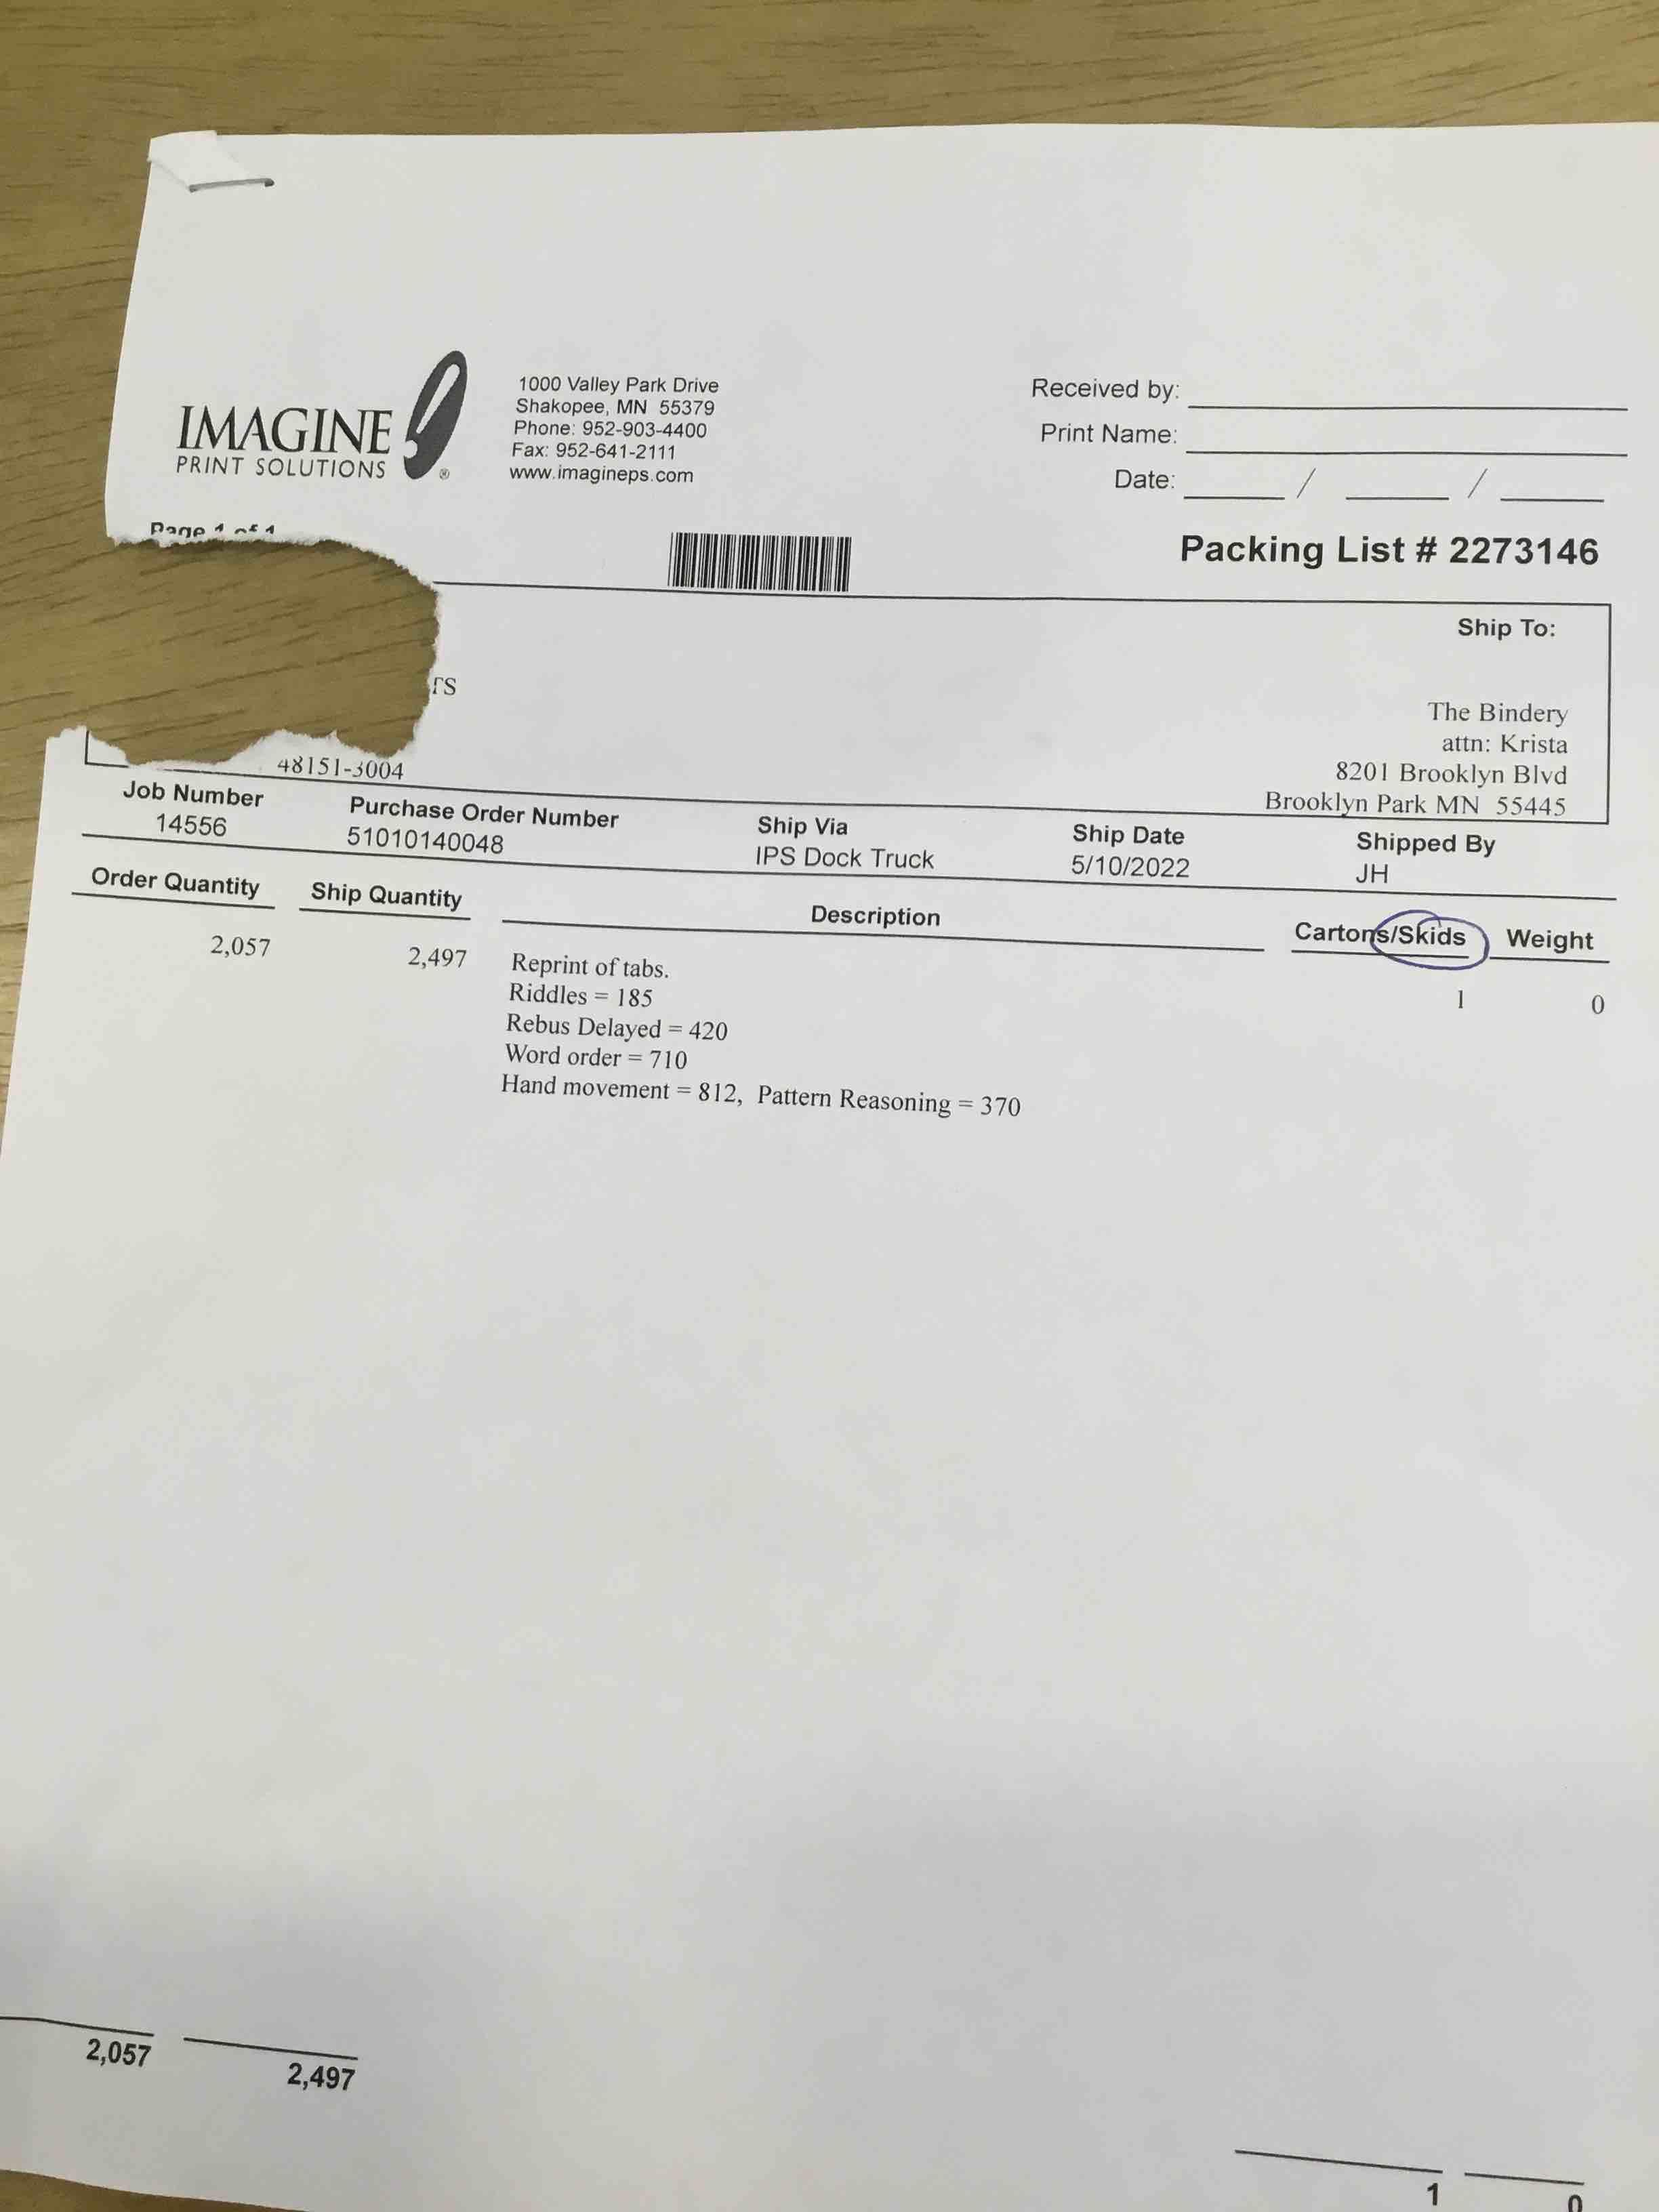 IMAGINE
PRINT SOLUTIONS
®
1000 Valley Park Drive
Shakopee, MN 55379
Phone: 952-903-4400
Fax: 952-641-2111
www.imagineps.com
Received by:
Print Name:
Date: / /
Page 1 of 1
Packing List # 2273146
Ship To:
TS
The Bindery
attn: Krista
8201 Brooklyn Blvd
Brooklyn Park MN 55445
48151-3004
Job Number Purchase Order Number Ship Via Ship Date Shipped By
14556 51010140048 IPS Dock Truck 5/10/2022 JH
Order Quantity Ship Quantity Description Cartons/Skids Weight
2,057 2,497 Reprint of tabs. 1 0
Riddles = 185
Rebus Delayed = 420
Word order = 710
Hand movement = 812, Pattern Reasoning = 370
2,057 2,497 1 0